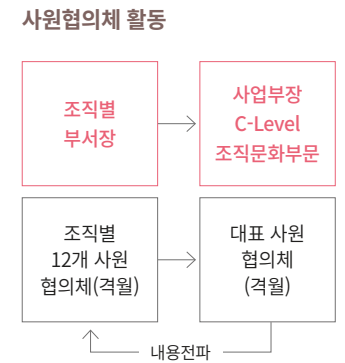 사원협의체 활동
조직별
부서장
사업부장
C-Level
조직문화부문
조직별
12개 사원
협의체(격월)
대표 사원
협의체
(격월)
내용전파